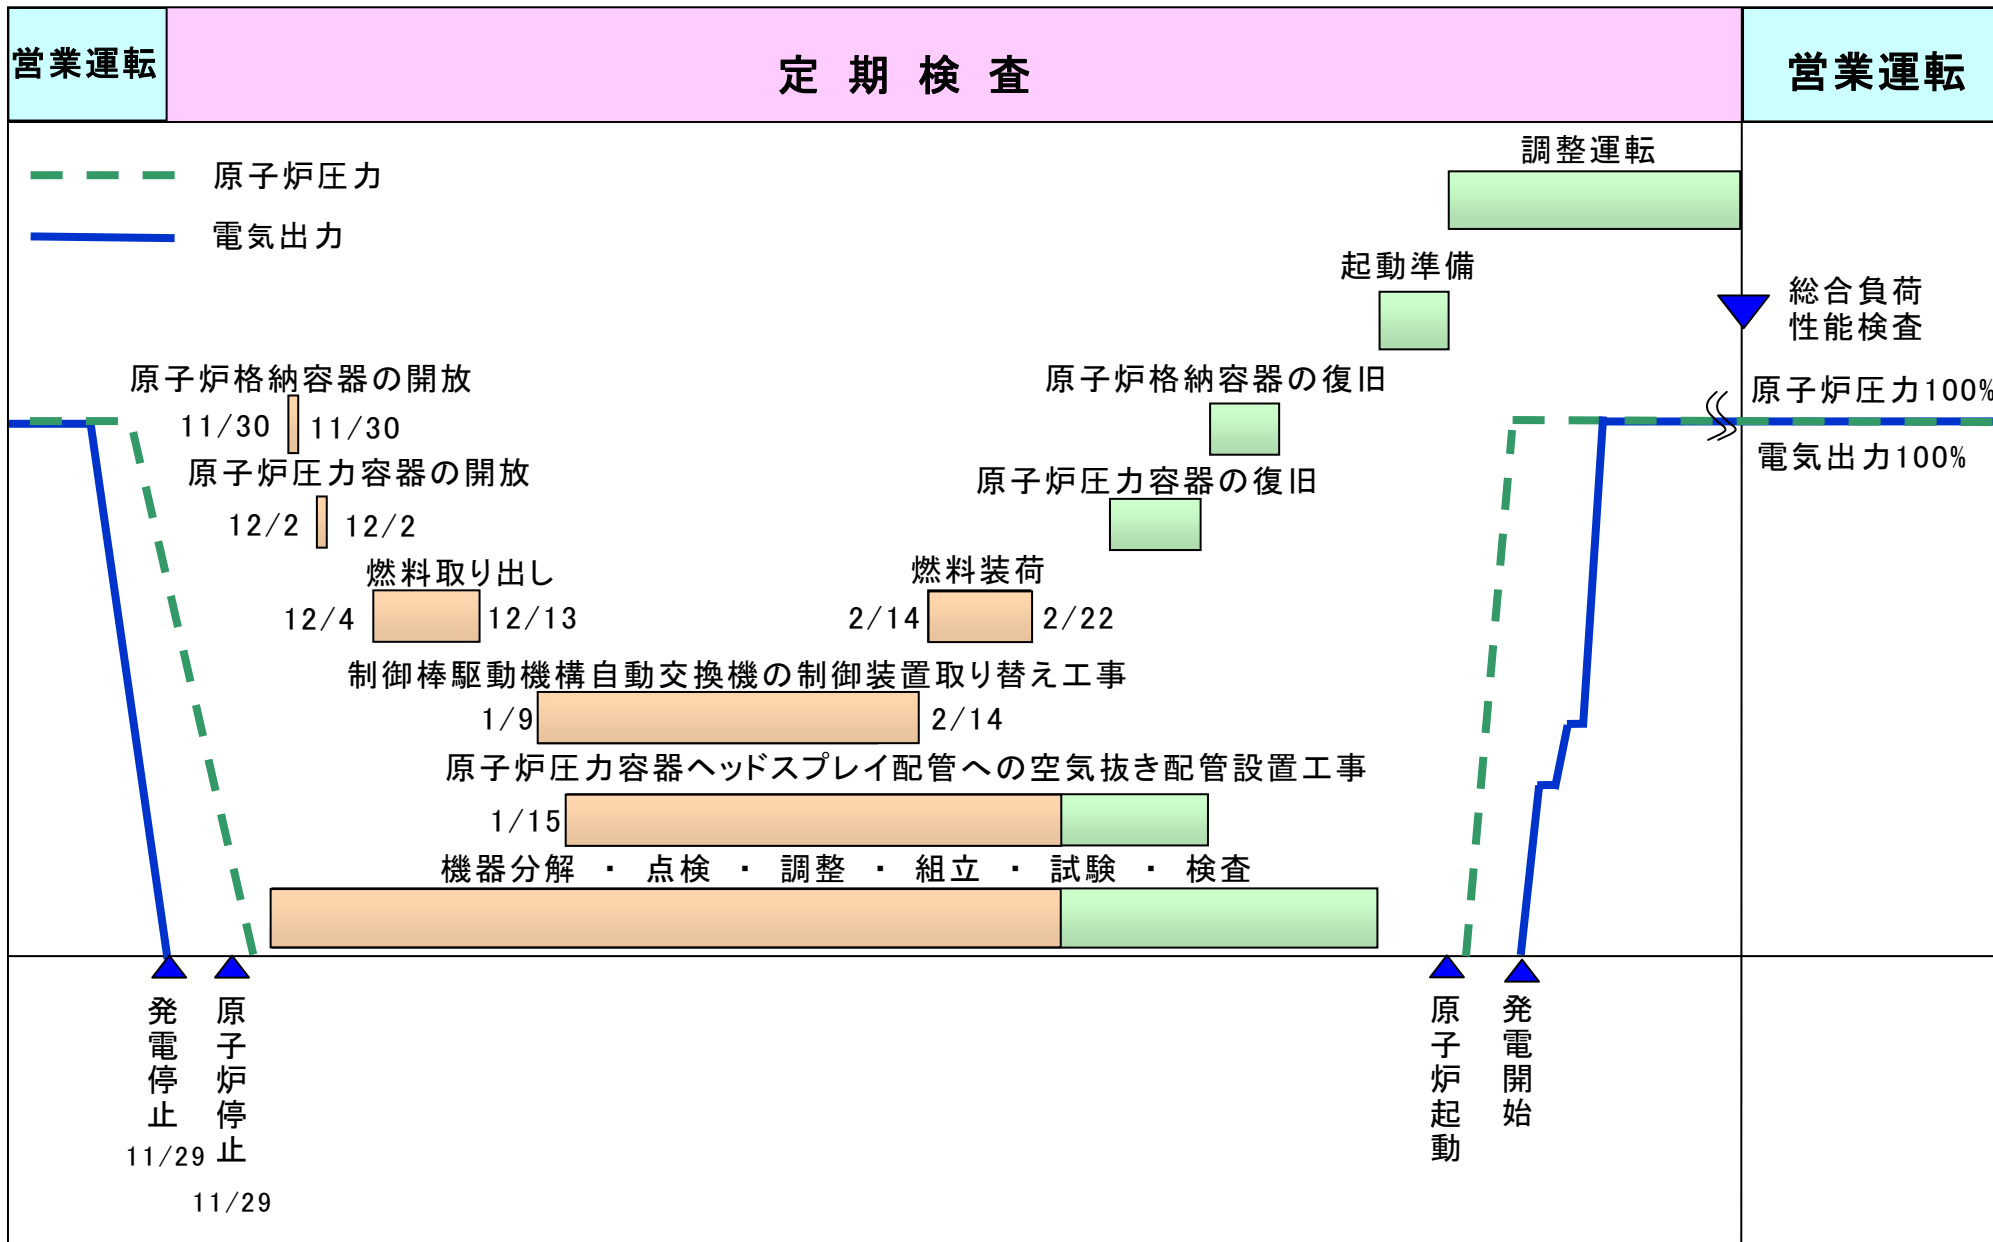 営業運転
定 期 検 査
営業運転
原子炉圧力
電気出力
調整運転
起動準備
総合負荷
性能検査
原子炉格納容器の開放
11/30
11/30
原子炉格納容器の復旧
原子炉圧力100%
電気出力100%
原子炉圧力容器の開放
12/2
12/2
原子炉圧力容器の復旧
燃料取り出し
12/4
12/13
燃料装荷
2/14
2/22
制御棒駆動機構自動交換機の制御装置取り替え工事
1/9
2/14
原子炉圧力容器ヘッドスプレイ配管への空気抜き配管設置工事
1/15
機器分解 ・ 点検 ・ 調整 ・ 組立 ・ 試験 ・ 検査
発電停止
11/29
原子炉停止
11/29
原子炉起動
発電開始